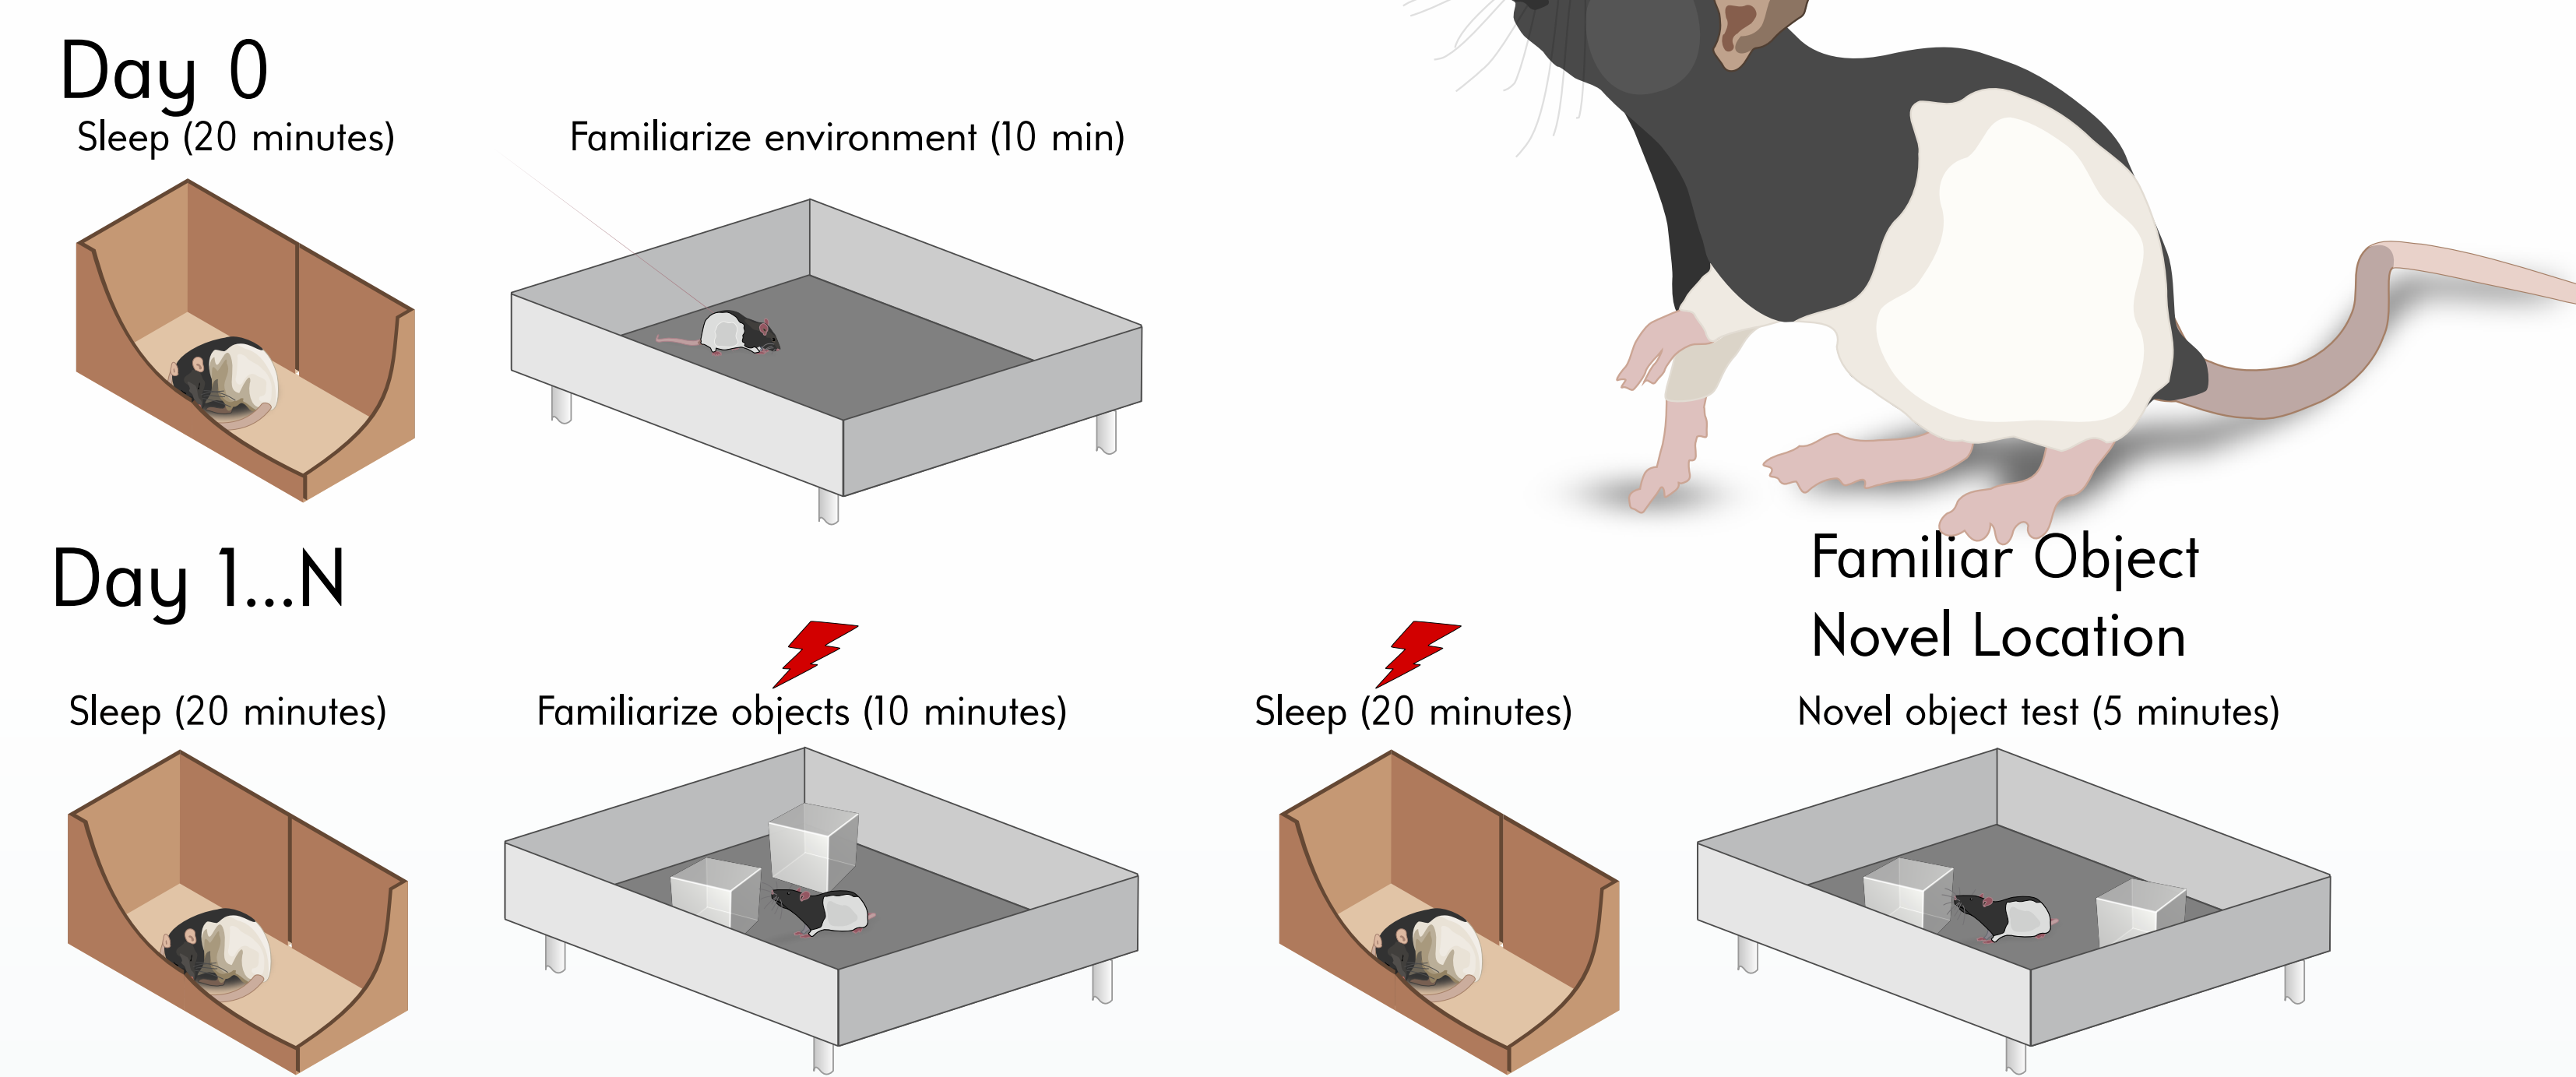 Day 0
Sleep (20 minutes)
Familiarize environment (10 min)
Day 1...N
Familiar Object
Novel Location
Sleep (20 minutes)
Familiarize objects (10 minutes)
Sleep (20 minutes)
Novel object test (5 minutes)